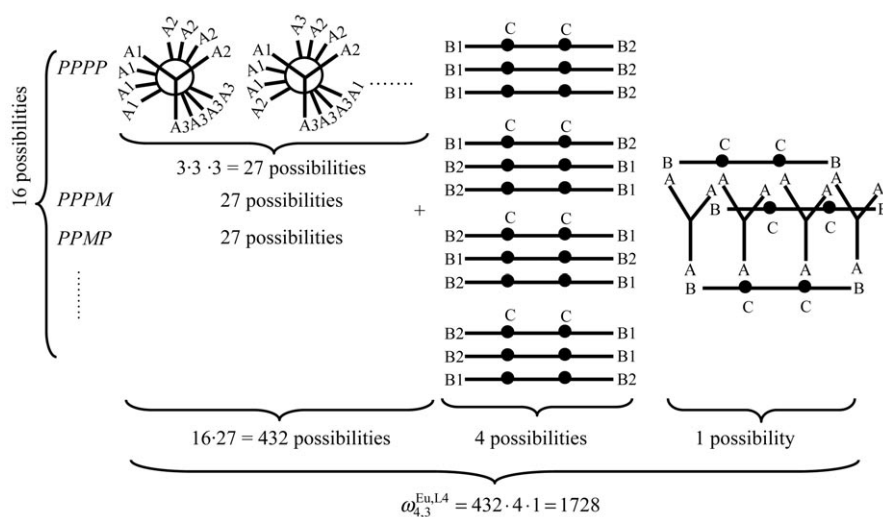 16 possibilities
PPPP
A1 A2 A2 A2 A2
A1
A1
A1
A3 A3 A3 A3
A1 A3 A2 A2 A2
A1
A1
A2
A3 A3 A3 A1
.......
3·3 ·3 = 27 possibilities
PPPM 27 possibilities
PPMP 27 possibilities
........
16·27 = 432 possibilities
+
C C
B1 B2
B1 B2
B1 B2
C C
B1 B2
B2 B1
B2 B1
C C
B2 B1
B1 B2
B2 B1
C C
B2 B1
B2 B1
B1 B2
4 possibilities
C C
B B
A A A A A A A A
B B
C C
A A A A
B B
C C
1 possibility
ω₄.₃^Eu,L4 = 432 · 4 · 1 = 1728